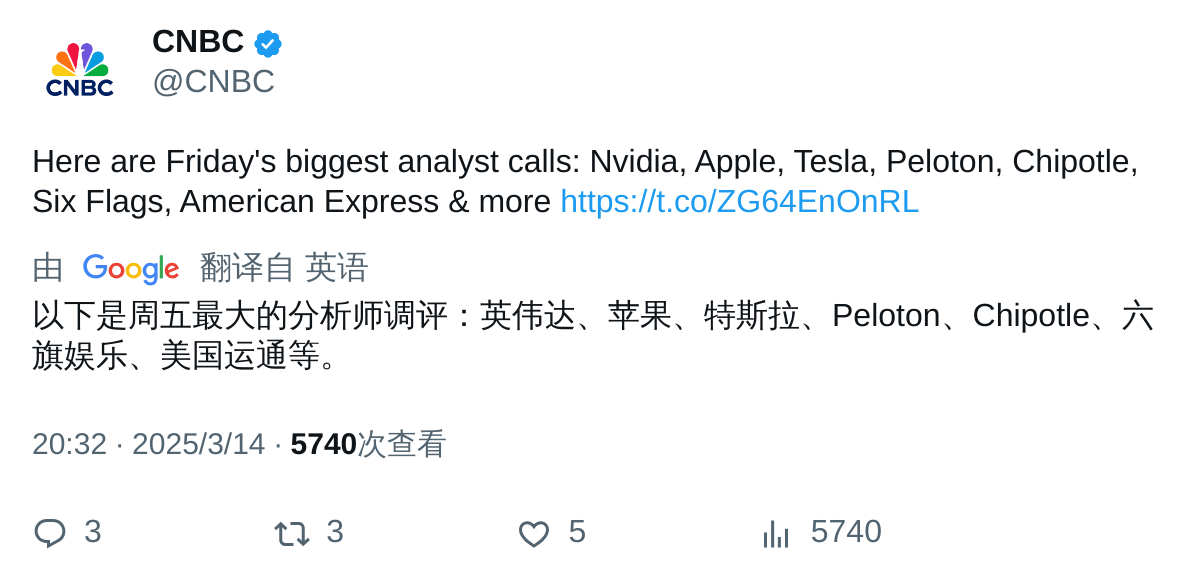 CNBC
CNBC
@CNBC
Here are Friday's biggest analyst calls: Nvidia, Apple, Tesla, Peloton, Chipotle,
Six Flags, American Express & more https://t.co/ZG64EnOnRL
由 Google 翻译自 英语
以下是周五最大的分析师调评：英伟达、苹果、特斯拉、Peloton、Chipotle、六
旗娱乐、美国运通等。
20:32 · 2025/3/14 · 5740次查看
3 3 5 5740